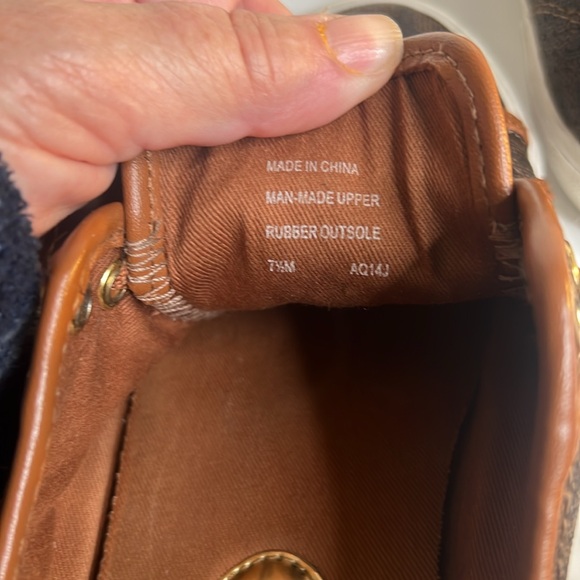 MADE IN CHINA
MAN-MADE UPPER
RUBBER OUTSOLE
7½M AQ14J